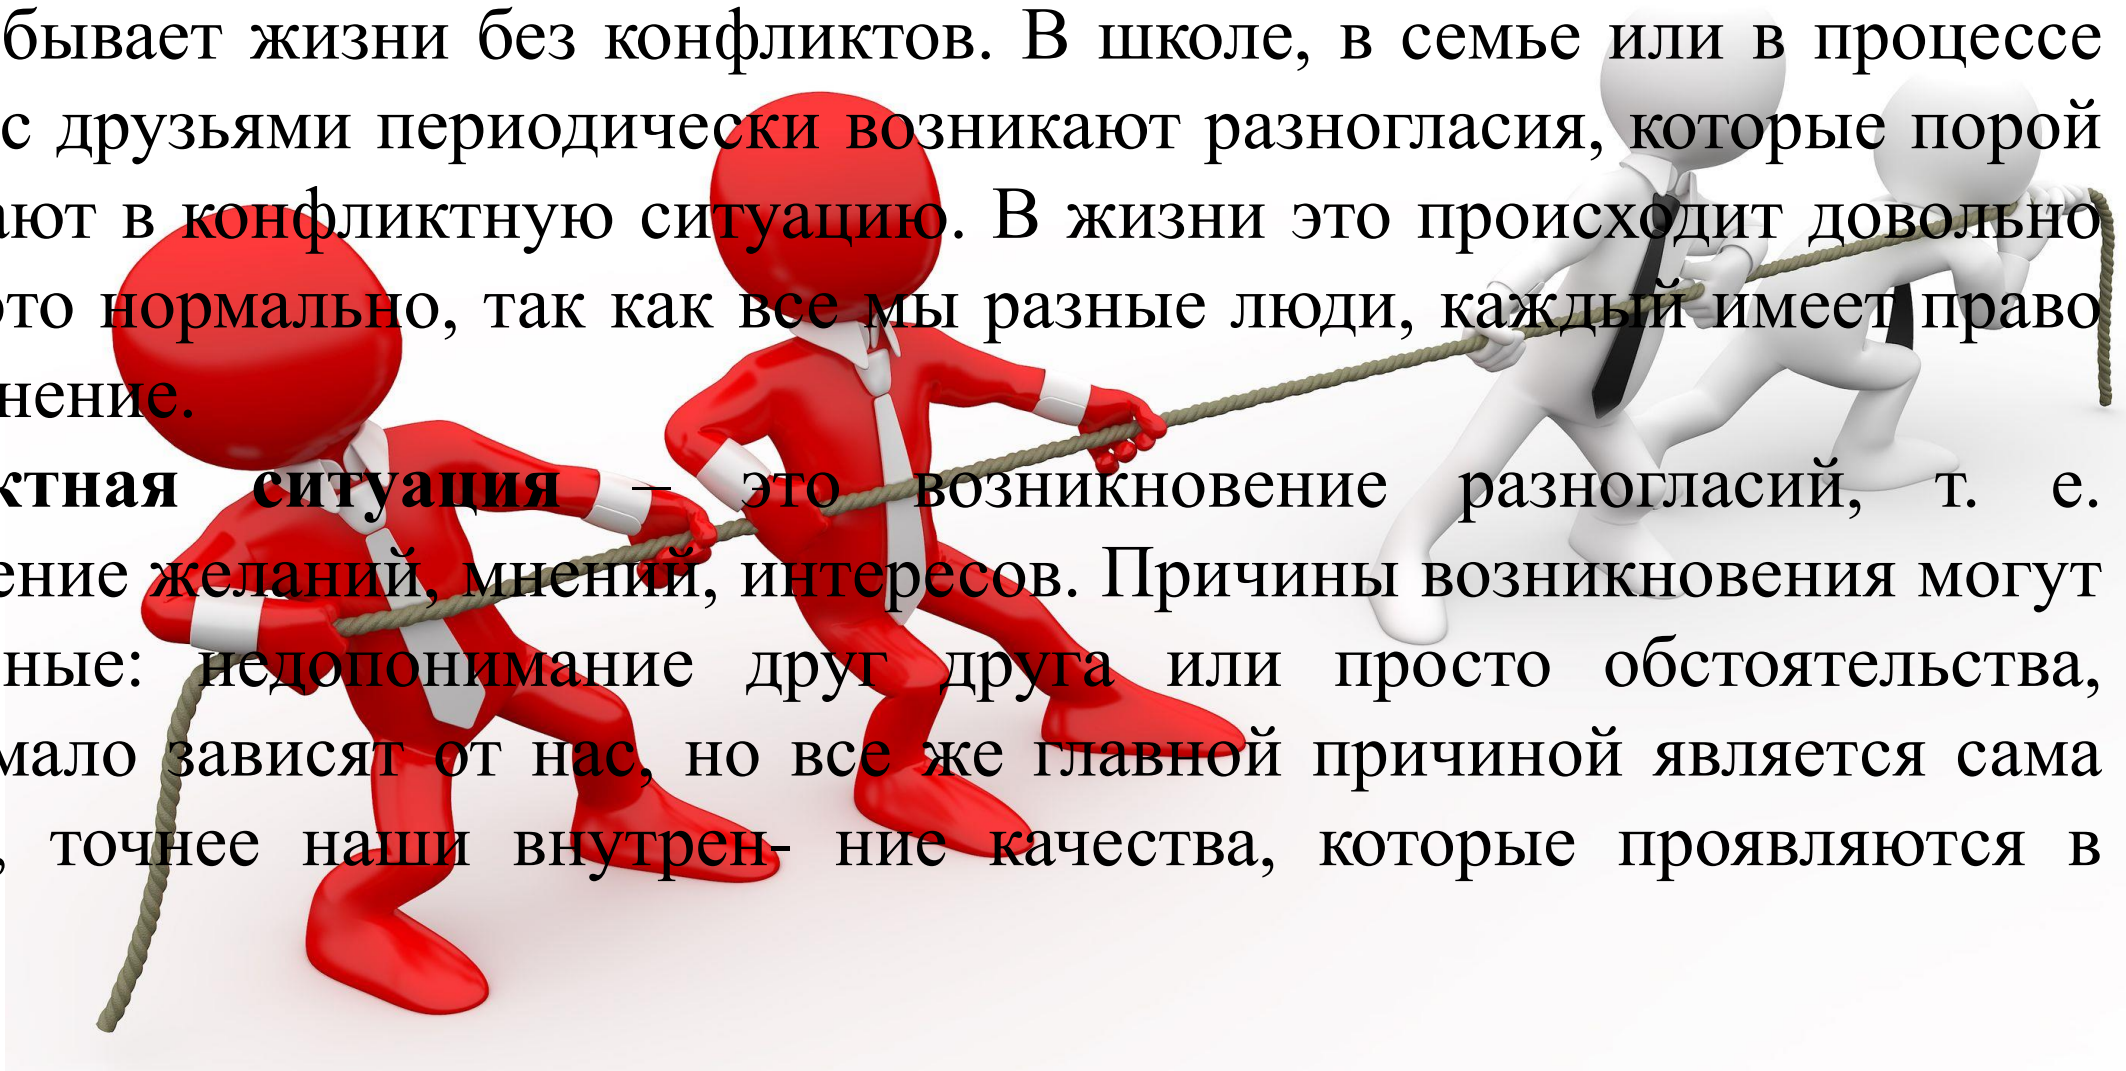 бывает жизни без конфликтов. В школе, в семье или в процессе
с друзьями периодически возникают разногласия, которые порой
ают в конфликтную ситуацию. В жизни это происходит довольно
это нормально, так как все мы разные люди, каждый имеет право
нение.
ктная ситуация – это возникновение разногласий, т. е.
ение желаний, мнений, интересов. Причины возникновения могут
ные: недопонимание друг друга или просто обстоятельства,
мало зависят от нас, но все же главной причиной является сама
, точнее наши внутрен- ние качества, которые проявляются в